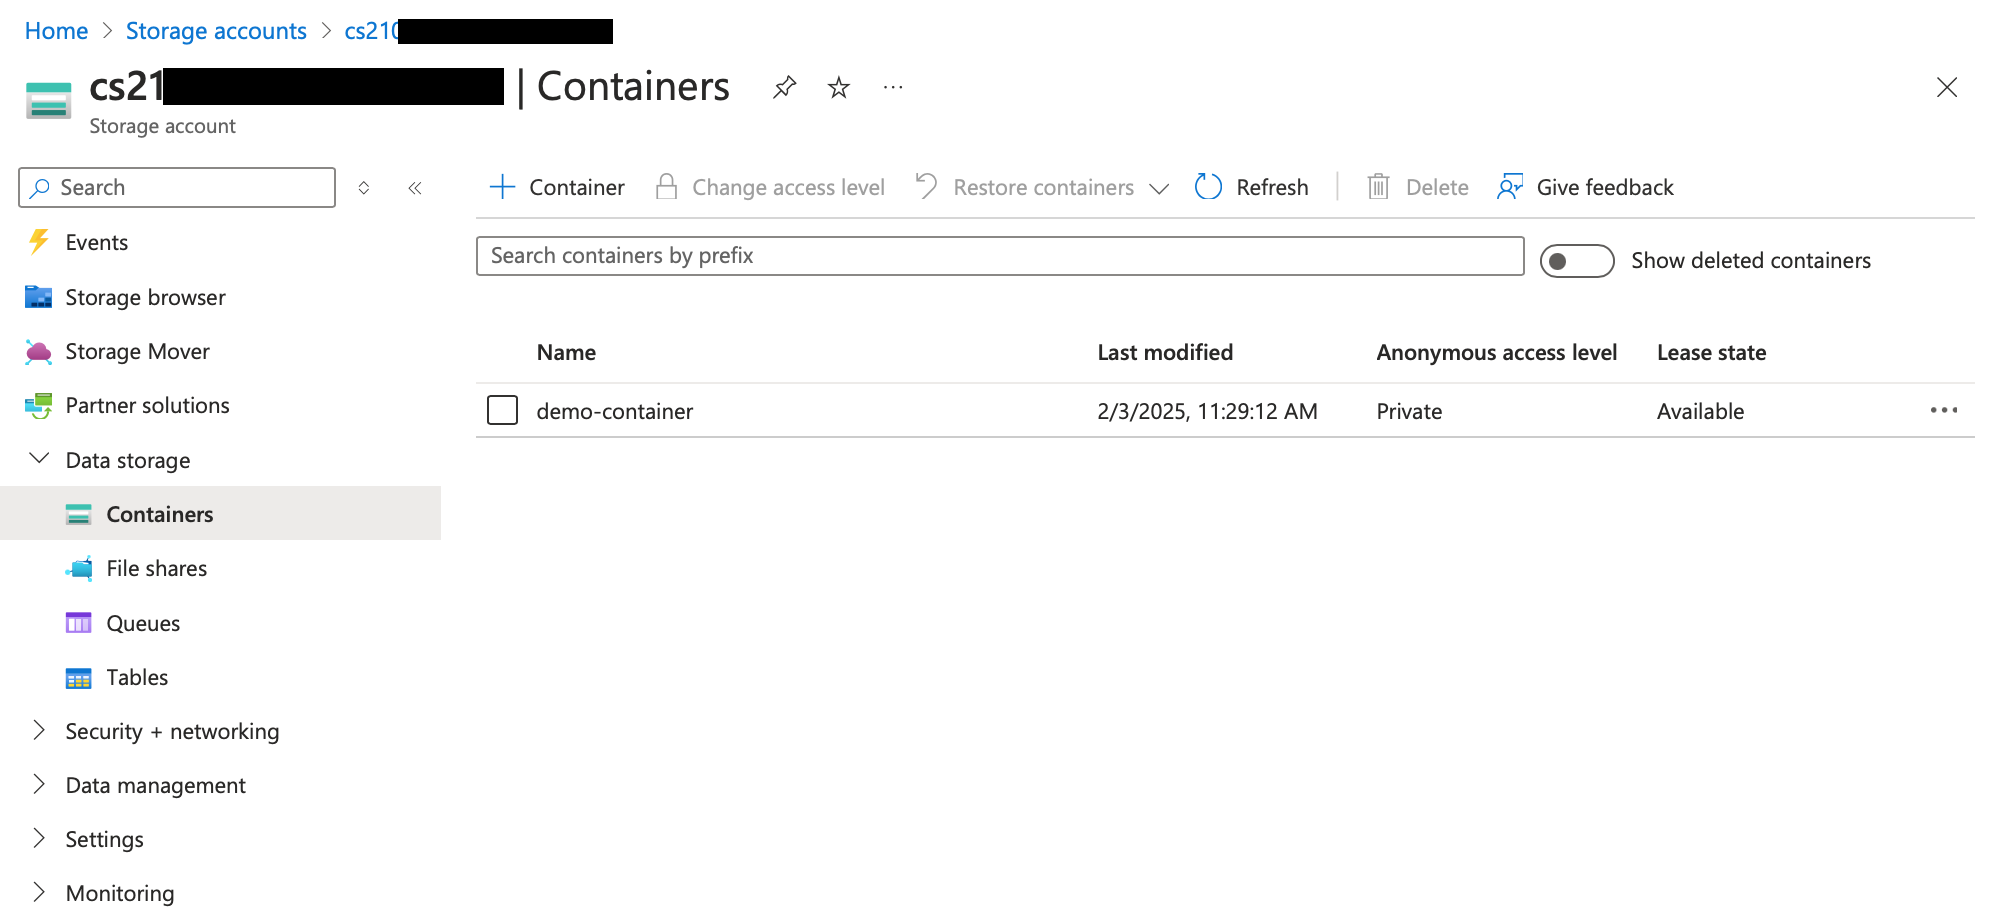 Home > Storage accounts > cs210
cs21 | Containers
Storage account
Search
Events
Storage browser
Storage Mover
Partner solutions
Data storage
Containers
File shares
Queues
Tables
Security + networking
Data management
Settings
Monitoring
Container Change access level Restore containers Refresh Delete Give feedback
Search containers by prefix Show deleted containers
Name Last modified Anonymous access level Lease state
demo-container 2/3/2025, 11:29:12 AM Private Available